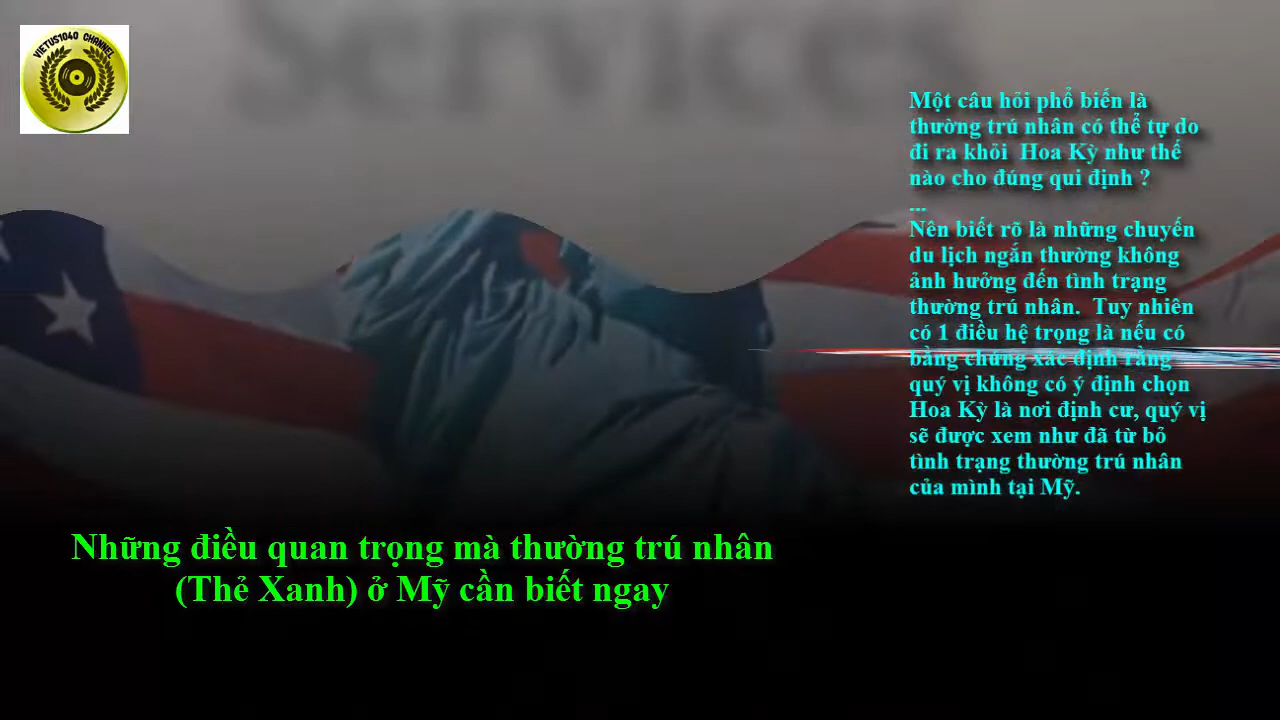 VIETUS1040 CHANNEL
Services
Một câu hỏi phổ biến là
thường trú nhân có thể tự do
đi ra khỏi  Hoa Kỳ như thế
nào cho đúng qui định ?
...
Nên biết rõ là những chuyến
du lịch ngắn thường không
ảnh hưởng đến tình trạng
thường trú nhân.  Tuy nhiên
có 1 điều hệ trọng là nếu có
bằng chứng xác định rằng
quý vị không có ý định chọn
Hoa Kỳ là nơi định cư, quý vị
sẽ được xem như đã từ bỏ
tình trạng thường trú nhân
của mình tại Mỹ.
Những điều quan trọng mà thường trú nhân
(Thẻ Xanh) ở Mỹ cần biết ngay